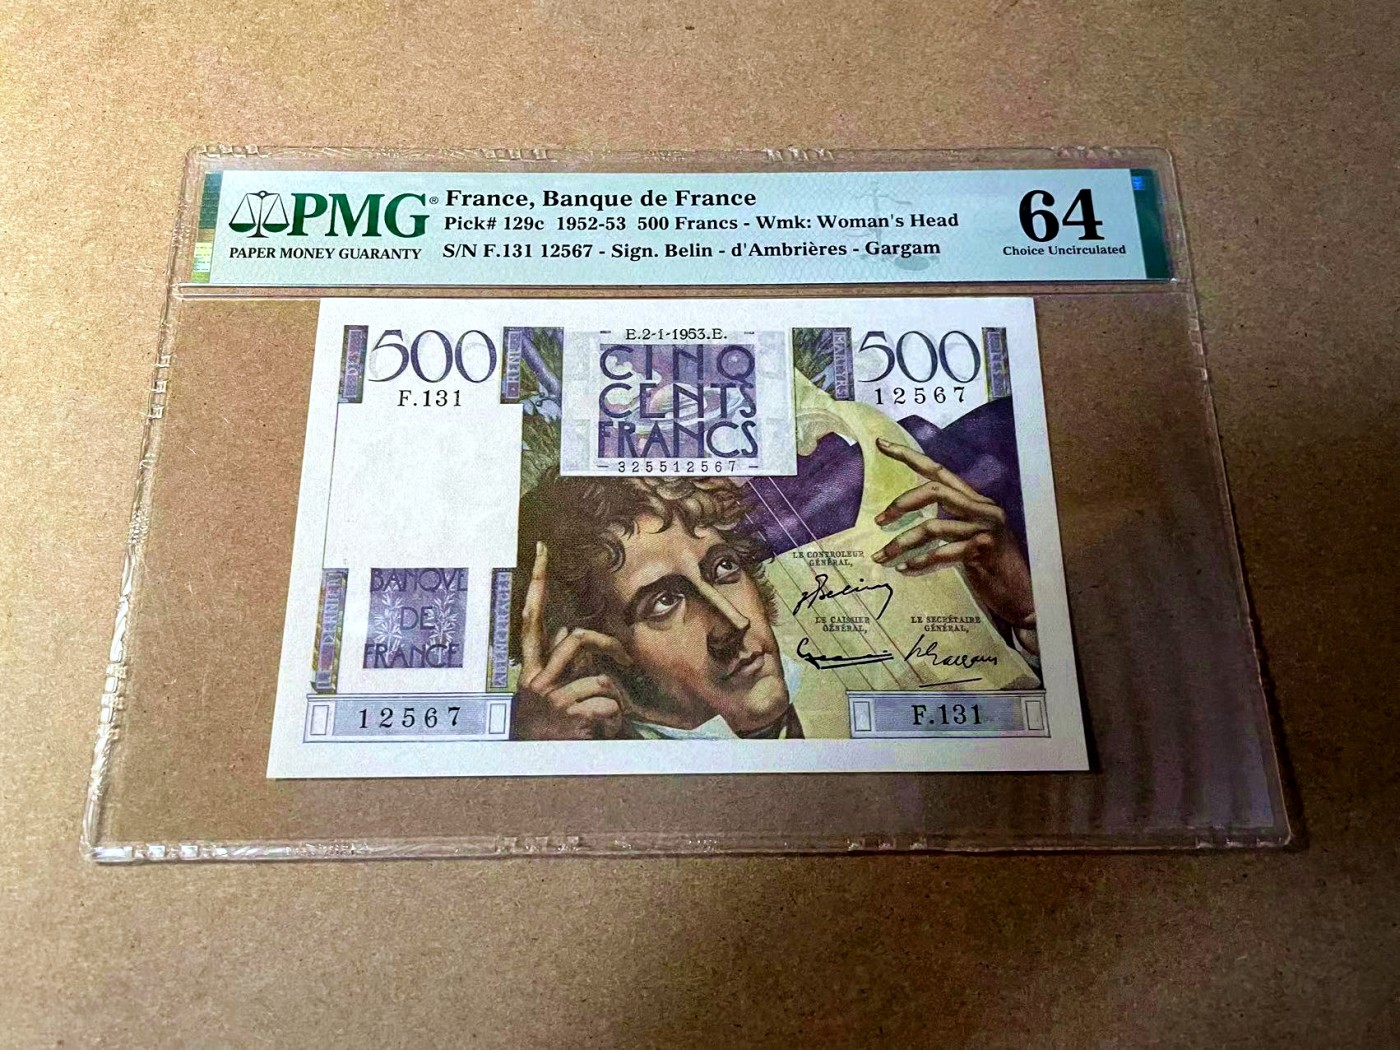 PMG®
PAPER MONEY GUARANTY
France, Banque de France
Pick# 129c 1952-53 500 Francs - Wmk: Woman's Head
S/N F.131 12567 - Sign. Belin - d'Ambrières - Gargam
64
Choice Uncirculated
500
F.131
E.2-1-1953.E.
CINQ
CENTS
FRANCS
325512567
500
12567
LE CONTROLEUR
GÉNÉRAL,
LE CAISSIER
GÉNÉRAL,
LE SECRÉTAIRE
GÉNÉRAL,
BANQUE
DE
FRANCE
12567
F.131